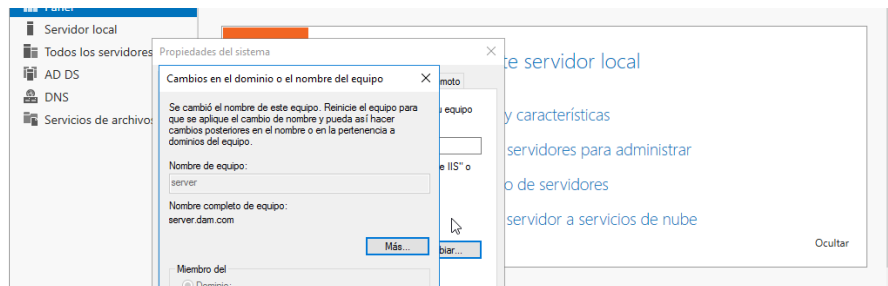 Panel
Servidor local
Todos los servidores
AD DS
DNS
Servicios de archivo
Propiedades del sistema
Cambios en el dominio o el nombre del equipo
Se cambió el nombre de este equipo. Reinicie el equipo para
que se aplique el cambio de nombre y pueda así hacer
cambios posteriores en el nombre o en la pertenencia a
dominios del equipo.
Nombre de equipo:
server
Nombre completo de equipo:
server.dam.com
Más...
Miembro del
Dominio:
moto
equipo
e IIS" o
biar...
te servidor local
y características
servidores para administrar
o de servidores
servidor a servicios de nube
Ocultar